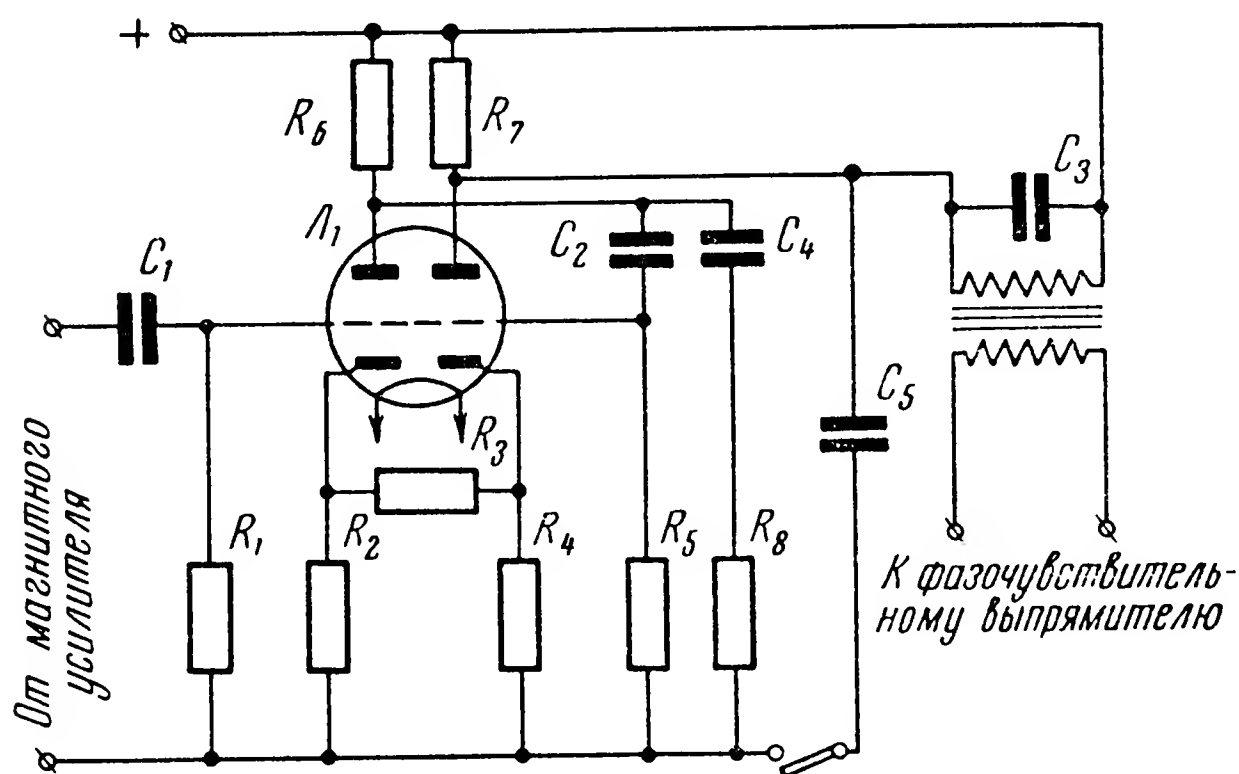 +
R₆
R₇
C₃
Л₁
C₂
C₄
C₁
C₅
R₃
R₁
R₂
R₄
R₅
R₈
От магнитного
усилителя
К фазочувствитель-
ному выпрямителю